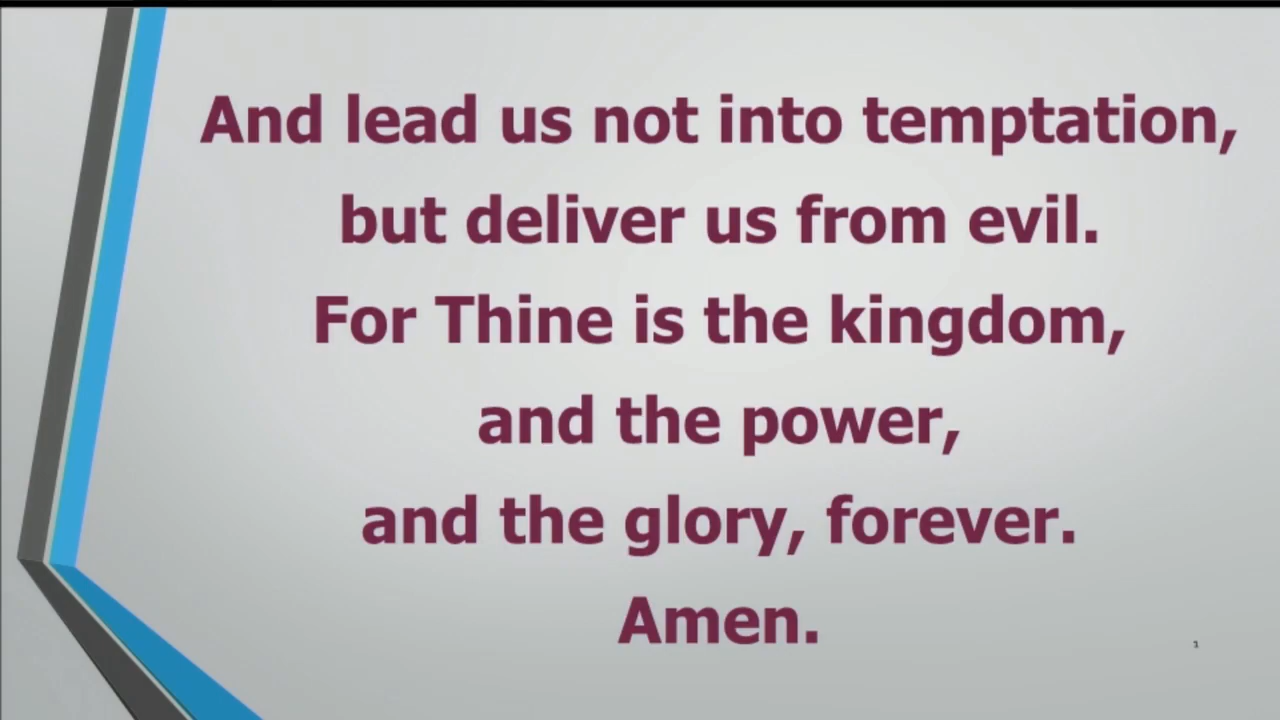 And lead us not into temptation,
but deliver us from evil.
For Thine is the kingdom,
and the power,
and the glory, forever.
Amen.
1